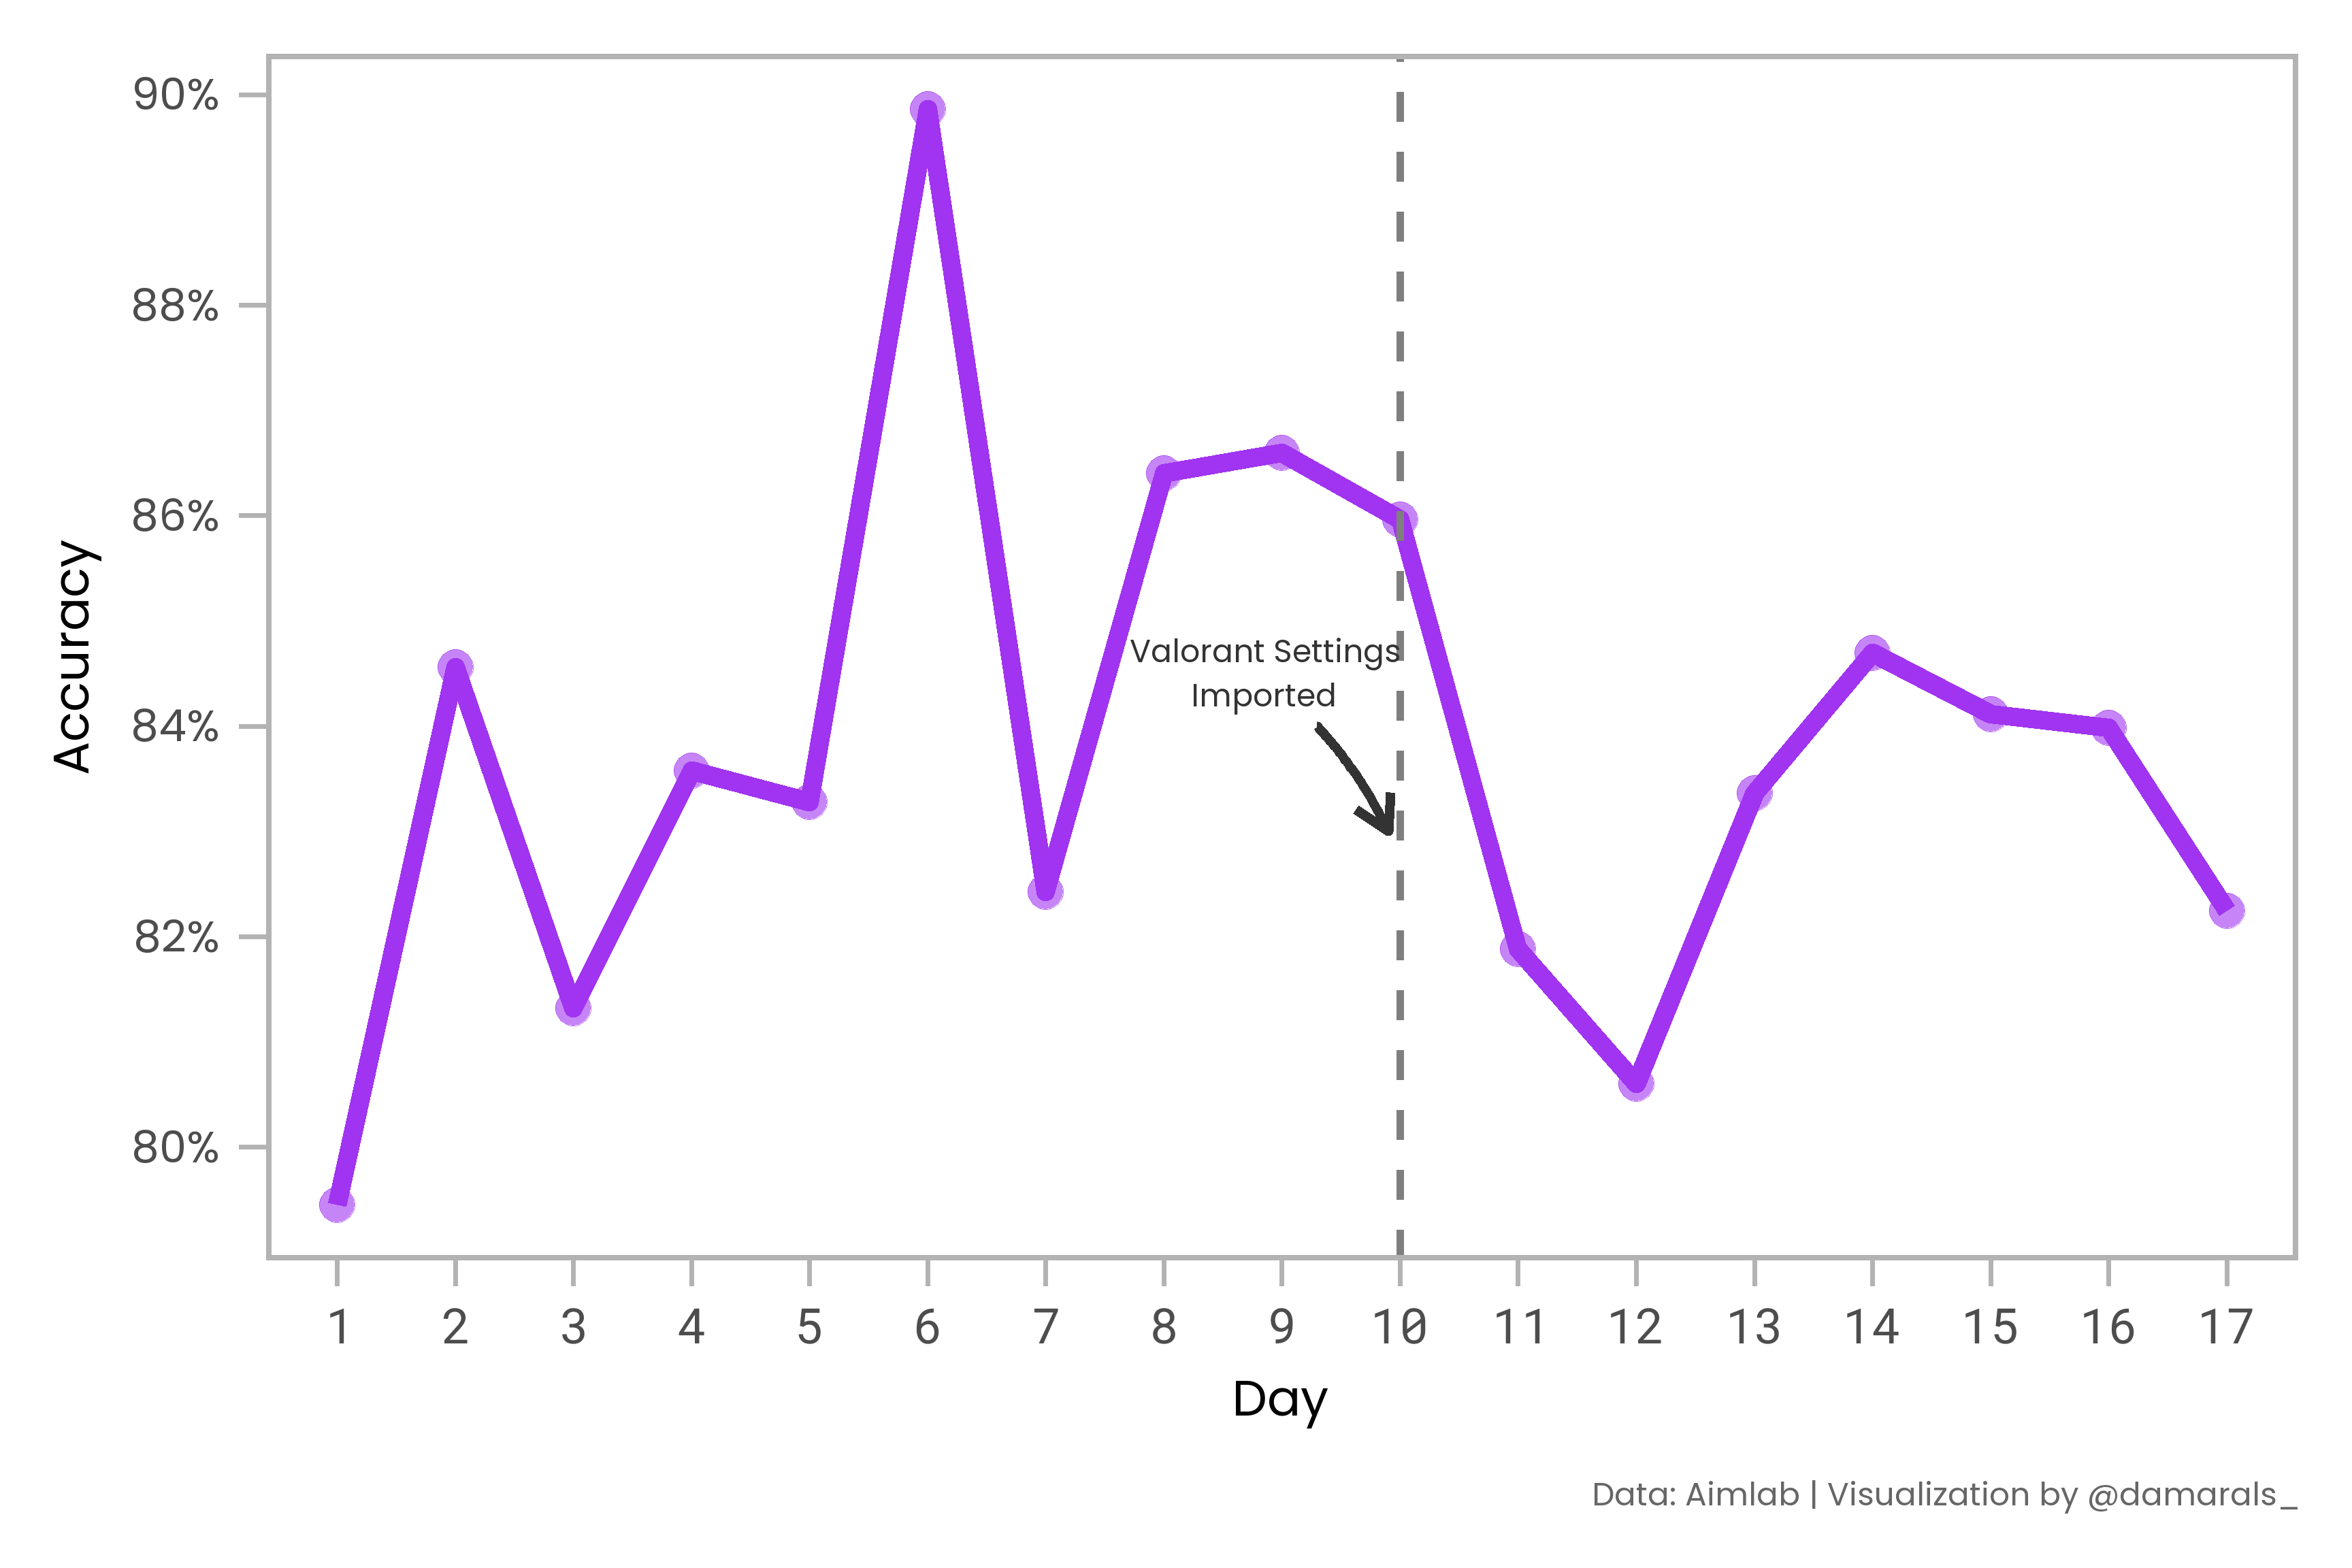 90%
88%
86%
84%
82%
80%
Accuracy
Valorant Settings
Imported
1 2 3 4 5 6 7 8 9 10 11 12 13 14 15 16 17
Day
Data: Aimlab | Visualization by @damarals_